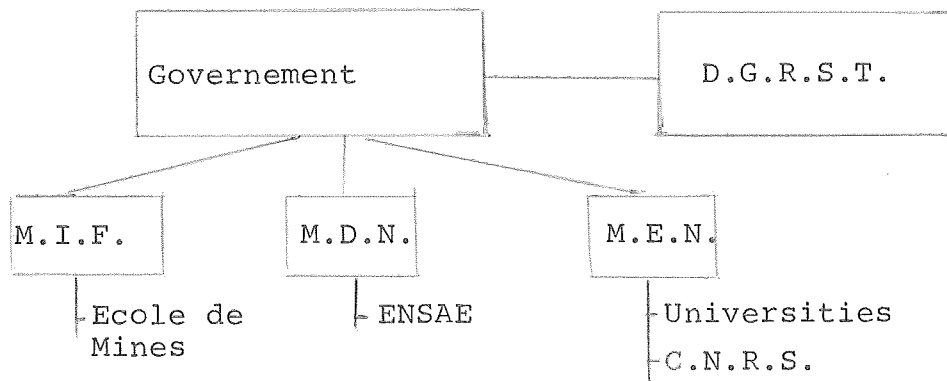 Governement
D.G.R.S.T.
M.I.F.
M.D.N.
M.E.N.
Ecole de
Mines
ENSAE
Universities
C.N.R.S.